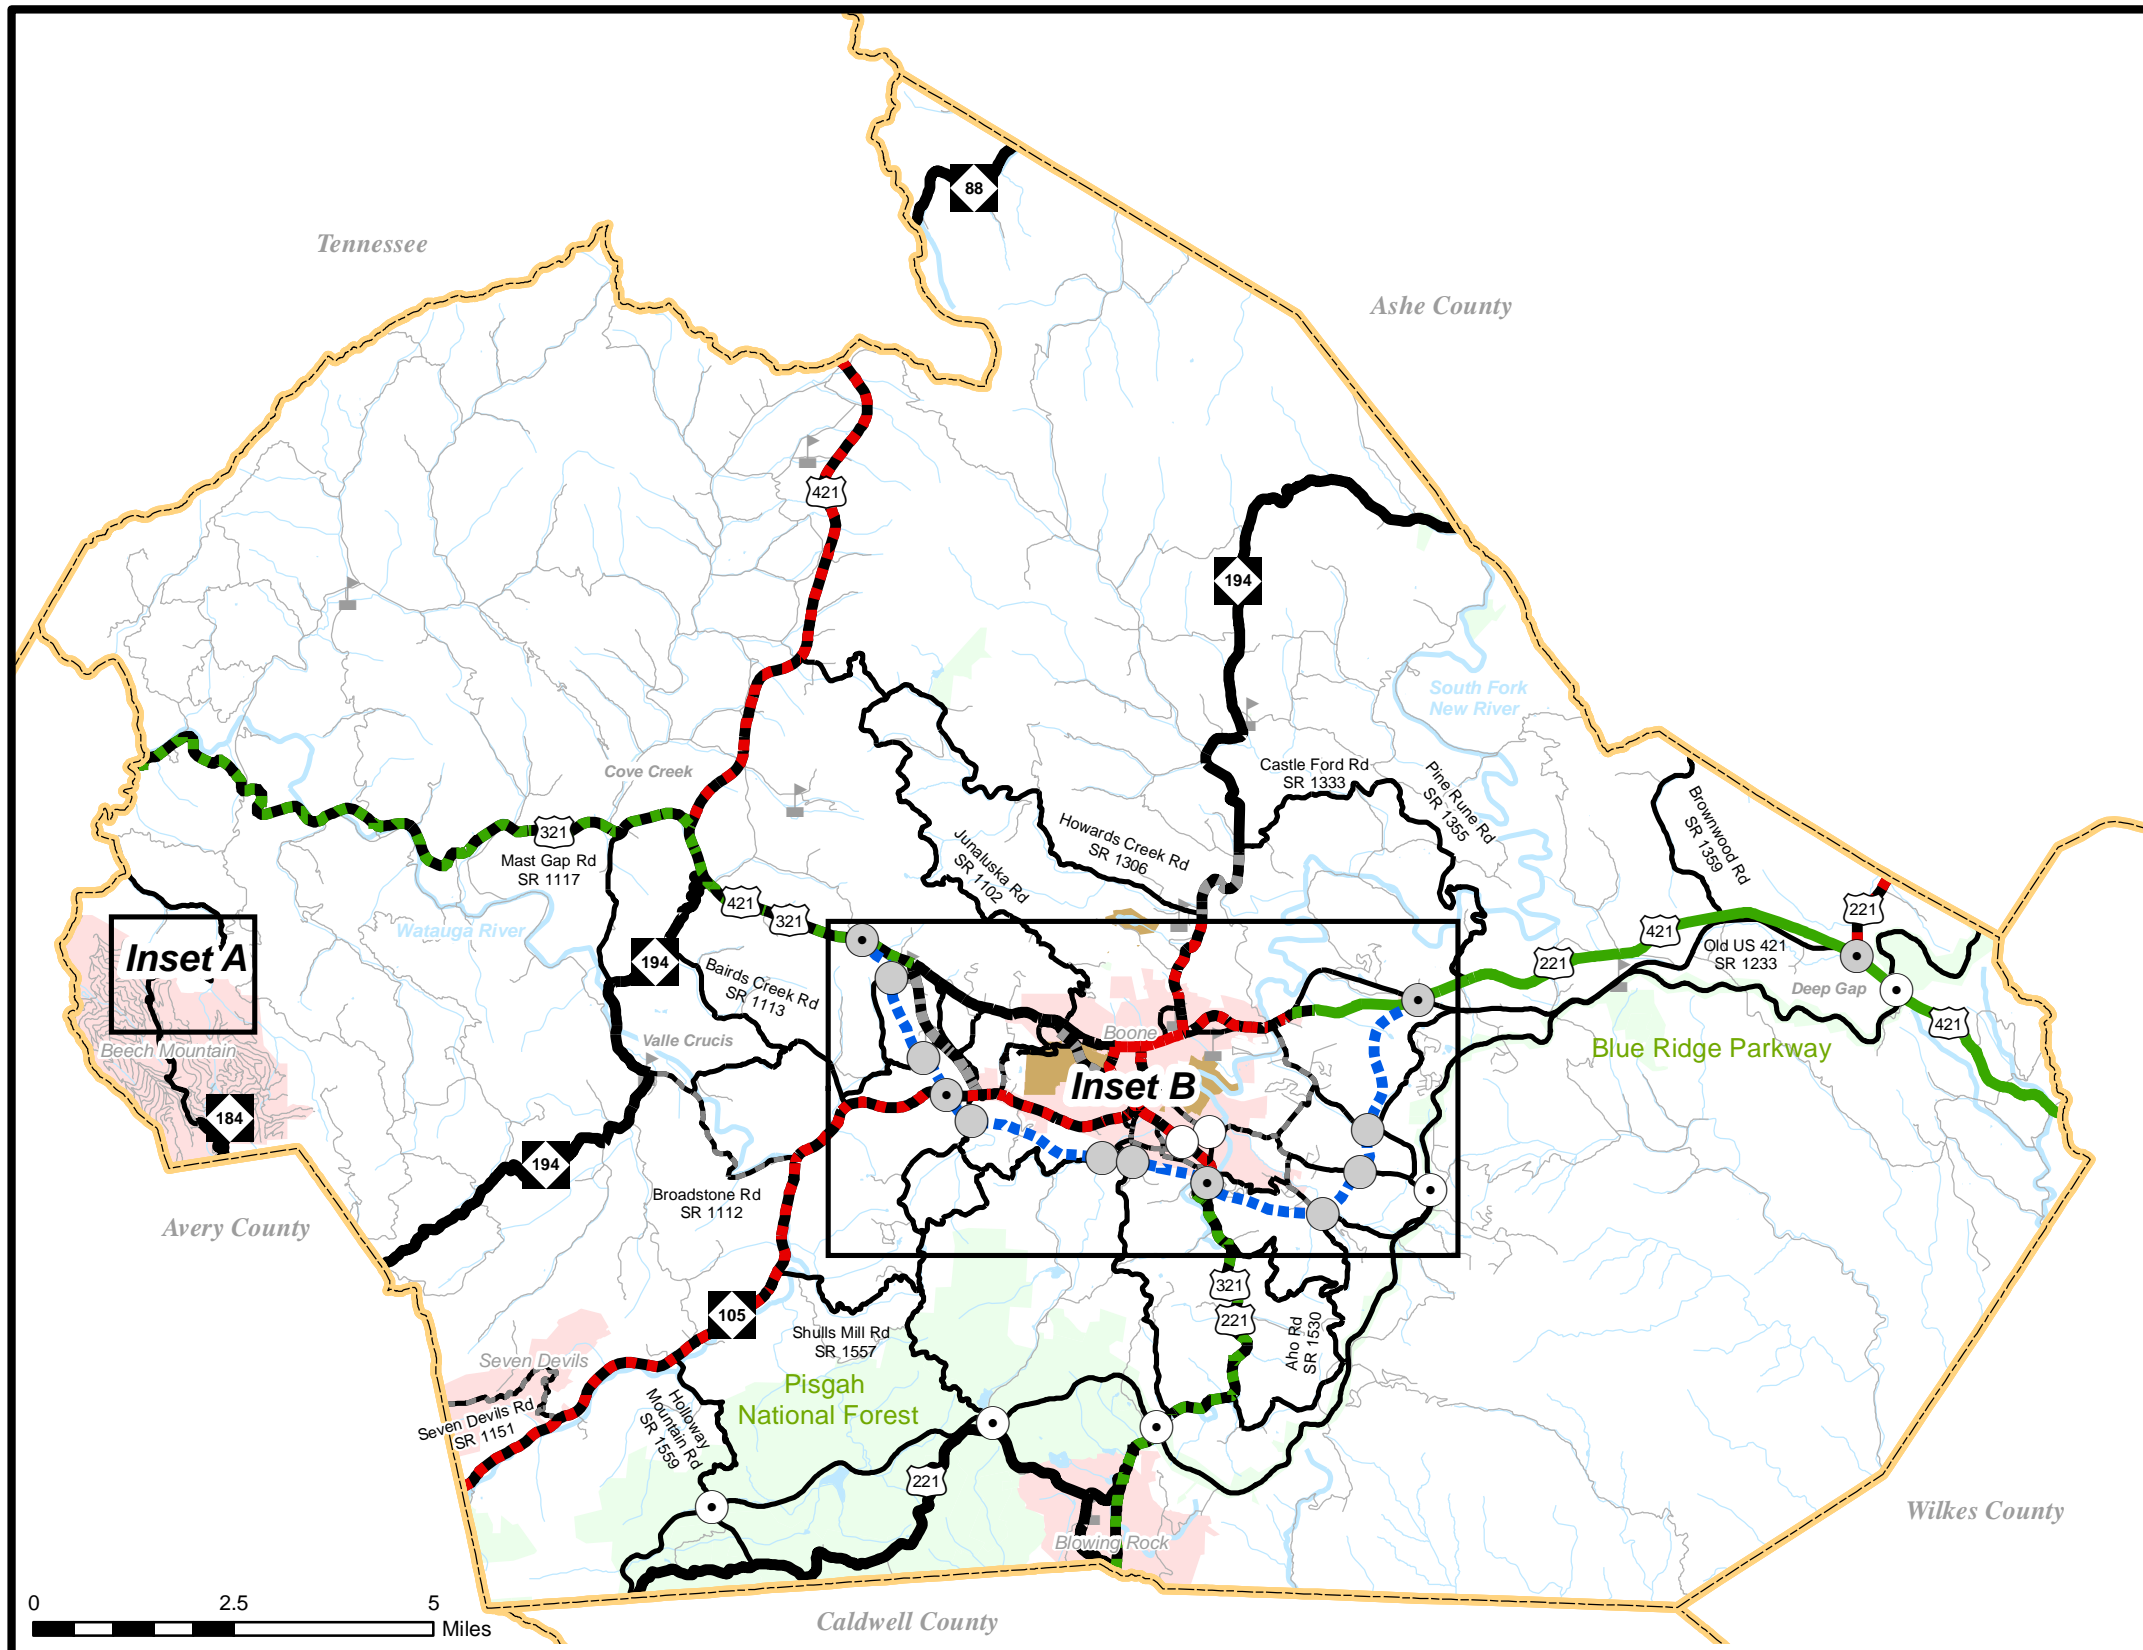 88
Tennessee
Ashe County
421
194
South Fork
New River
Cove Creek
Castle Ford Rd
SR 1333
Pine Rune Rd
SR 1355
Brownwood Rd
SR 1359
321
Mast Gap Rd
SR 1117
Howards Creek Rd
SR 1306
Junaluska Rd
SR 1102
421
321
221
421
221
Old US 421
SR 1233
Watauga River
Inset A
194
Bairds Creek Rd
SR 1113
Deep Gap
421
Boone
Valle Crucis
Beech Mountain
Blue Ridge Parkway
Inset B
184
194
Broadstone Rd
SR 1112
Avery County
321
221
105
Shulls Mill Rd
SR 1557
Aho Rd
SR 1530
Seven Devils
Pisgah
National Forest
Seven Devils Rd
SR 1151
Holloway
Mountain Rd
SR 1559
221
Wilkes County
Blowing Rock
0 2.5 5
Miles
Caldwell County